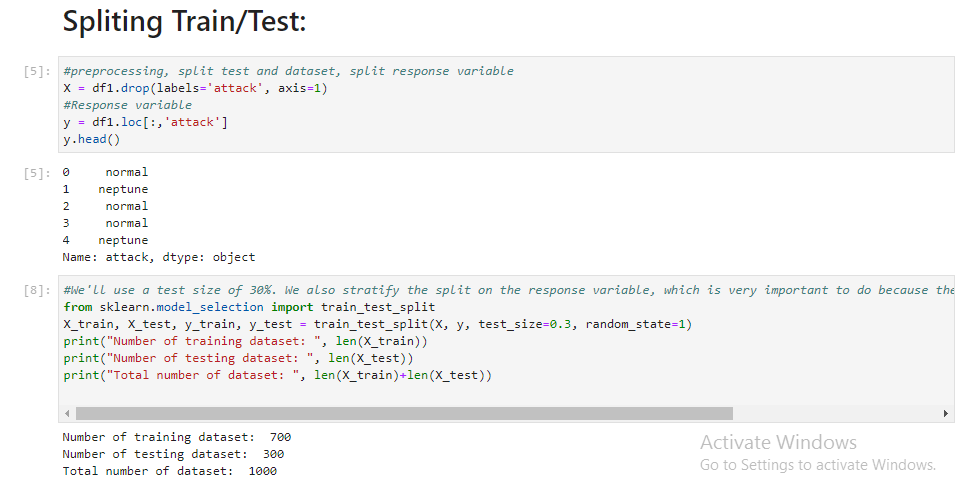 Spliting Train/Test:
[5]: #preprocessing, split test and dataset, split response variable
X = df1.drop(labels='attack', axis=1)
#Response variable
y = df1.loc[:,'attack']
y.head()
[5]: 0 normal
1 neptune
2 normal
3 normal
4 neptune
Name: attack, dtype: object
[8]: #We'll use a test size of 30%. We also stratify the split on the response variable, which is very important to do because the
from sklearn.model_selection import train_test_split
X_train, X_test, y_train, y_test = train_test_split(X, y, test_size=0.3, random_state=1)
print("Number of training dataset: ", len(X_train))
print("Number of testing dataset: ", len(X_test))
print("Total number of dataset: ", len(X_train)+len(X_test))
Number of training dataset:  700
Number of testing dataset:  300
Total number of dataset:  1000
Activate Windows
Go to Settings to activate Windows.